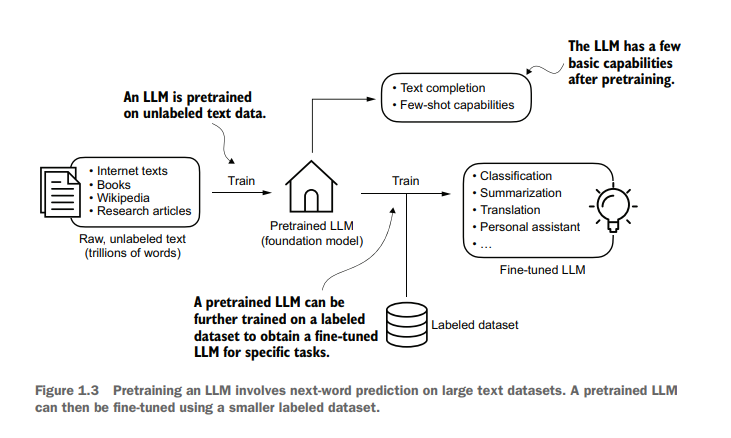 The LLM has a few
basic capabilities
after pretraining.
• Text completion
• Few-shot capabilities
An LLM is pretrained
on unlabeled text data.
• Internet texts
• Books
• Wikipedia
• Research articles
Train
Train
• Classification
• Summarization
• Translation
• Personal assistant
• ...
Raw, unlabeled text
(trillions of words)
Pretrained LLM
(foundation model)
Fine-tuned LLM
A pretrained LLM can be
further trained on a labeled
dataset to obtain a fine-tuned
LLM for specific tasks.
Labeled dataset
Figure 1.3 Pretraining an LLM involves next-word prediction on large text datasets. A pretrained LLM
can then be fine-tuned using a smaller labeled dataset.